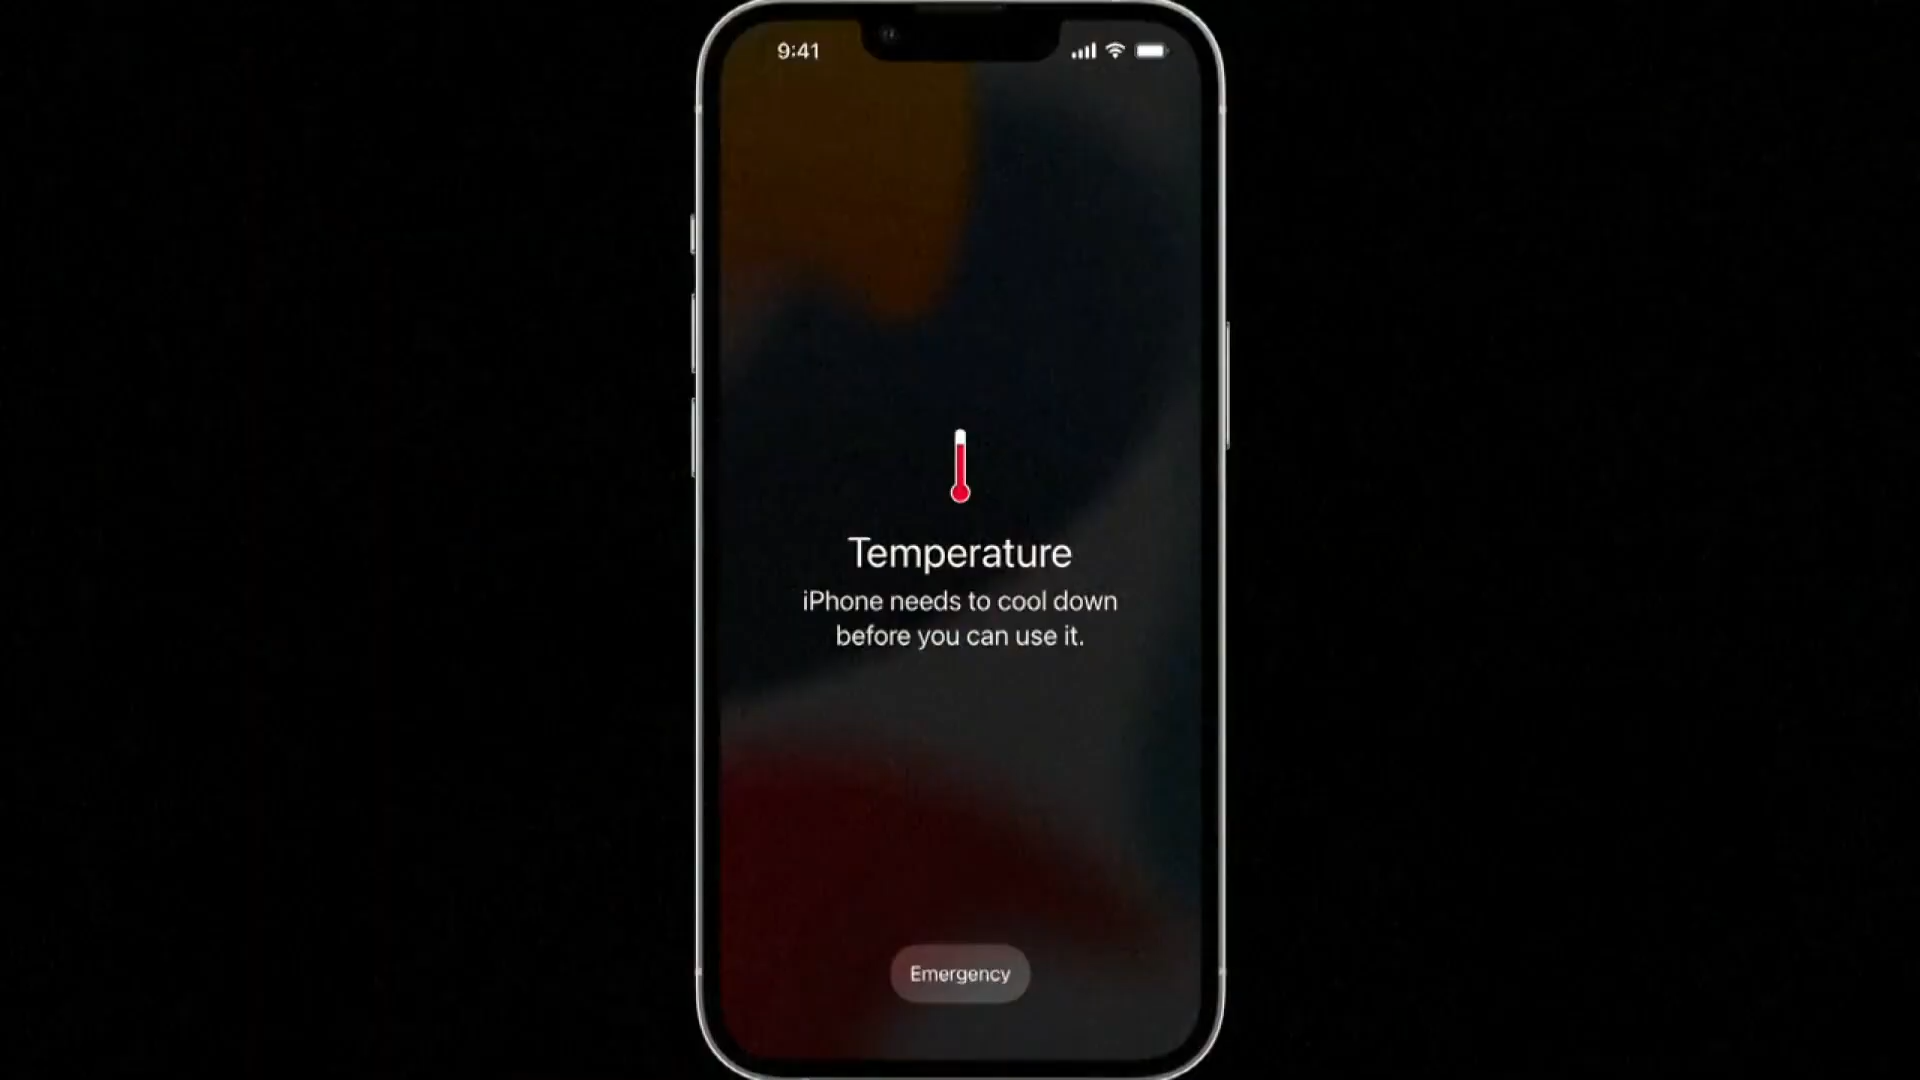 9:41
Temperature
iPhone needs to cool down
before you can use it.
Emergency